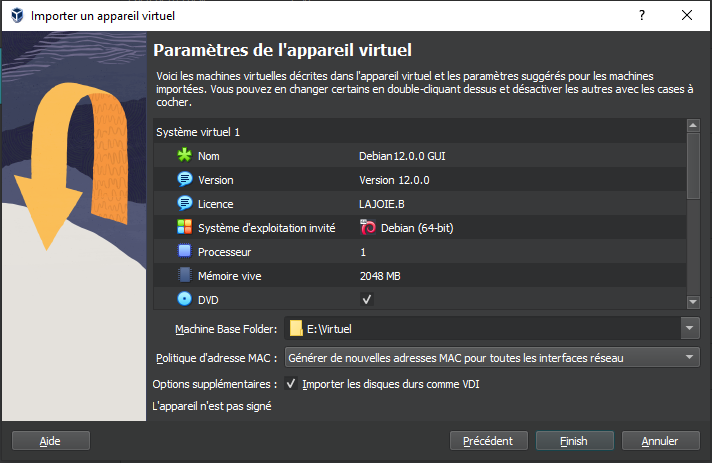 Importer un appareil virtuel
?
Paramètres de l'appareil virtuel
Voici les machines virtuelles décrites dans l'appareil virtuel et les paramètres suggérés pour les machines
importées. Vous pouvez en changer certains en double-cliquant dessus et désactiver les autres avec les cases à
cocher.
Système virtuel 1
Nom Debian12.0.0 GUI
Version Version 12.0.0
Licence LAJOIE.B
Système d'exploitation invité Debian (64-bit)
Processeur 1
Mémoire vive 2048 MB
DVD
Machine Base Folder: E:\Virtuel
Politique d'adresse MAC : Générer de nouvelles adresses MAC pour toutes les interfaces réseau
Options supplémentaires : Importer les disques durs comme VDI
L'appareil n'est pas signé
Aide Précédent Finish Annuler